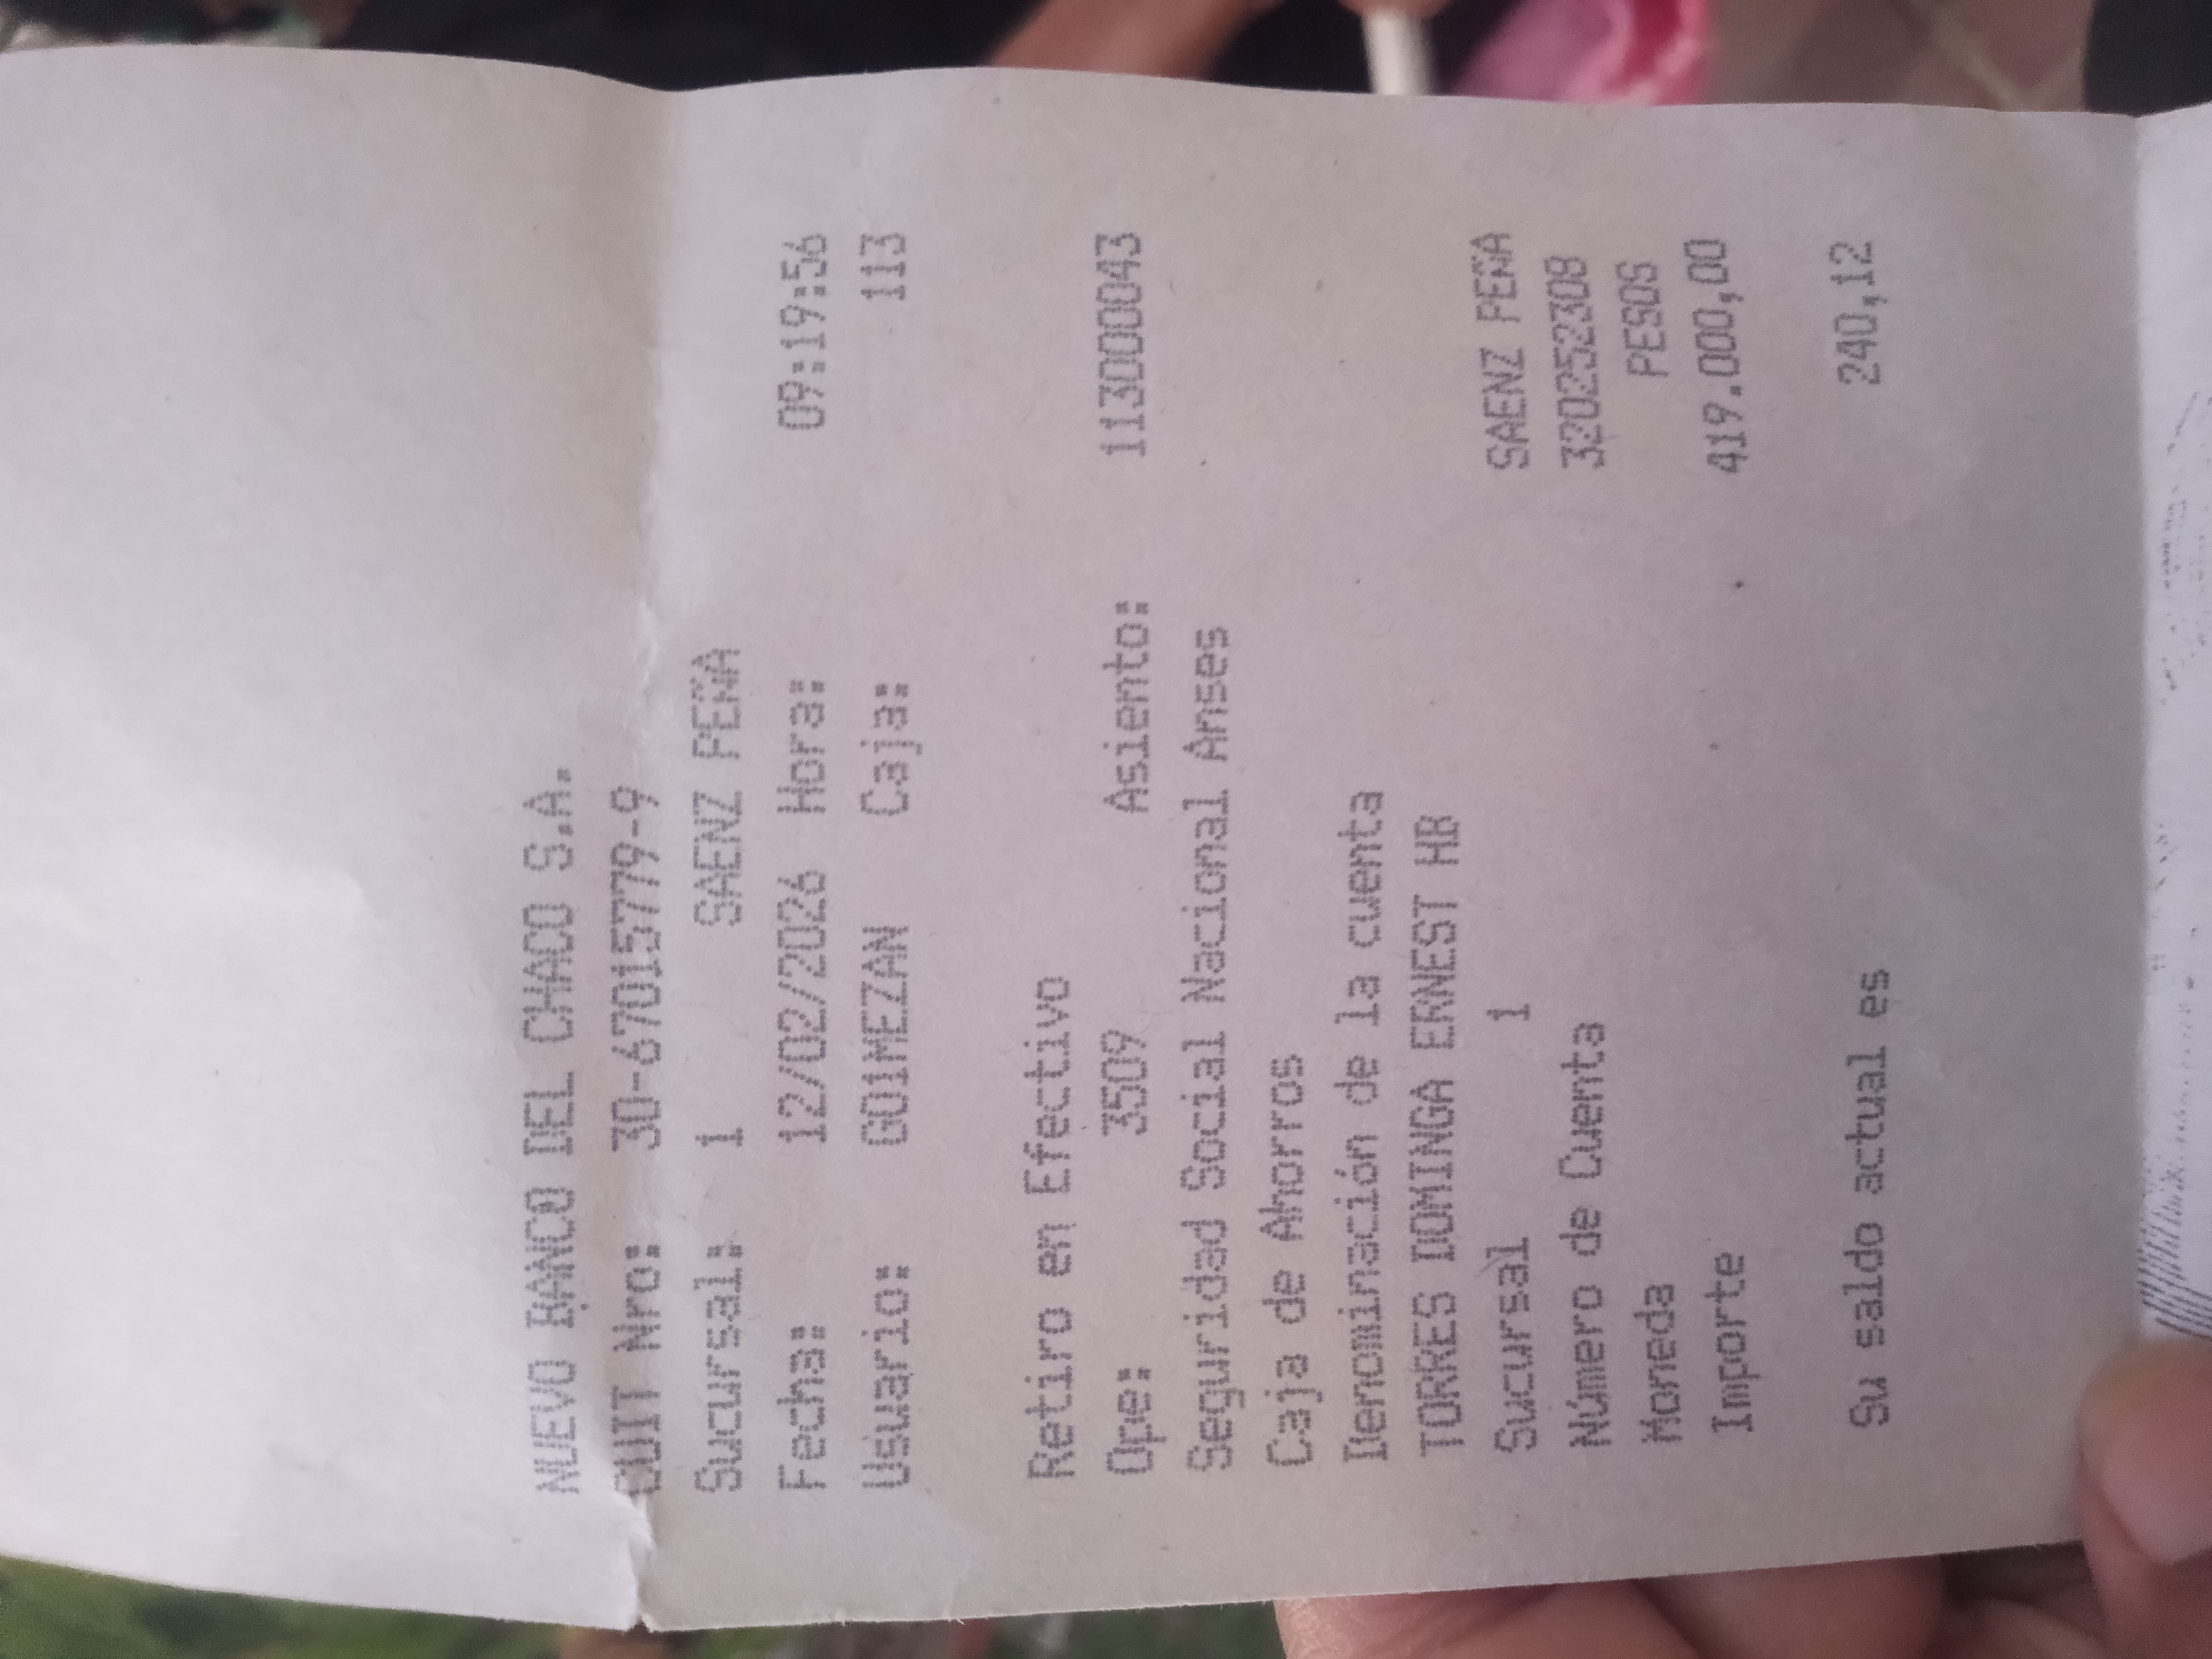 NUEVO BANCO DEL CHACO S.A.
CUIT Nro: 30-67015779-9
Sucursal: 1 SAENZ PEÑA
Fecha: 12/02/2026 Hora: 09:19:56
Usuario: GO1MEZAN Caja: 113
Retiro en Efectivo
Ope: 3509 Asiento: 113000043
Seguridad Social Nacional Anses
Caja de Ahorros
Denominación de la cuenta
TORRES DOMINGA ERNEST HB
Sucursal 1 SAENZ PEÑA
Número de Cuenta 320252308
Moneda PESOS
Importe 419.000,00
Su saldo actual es 240,12